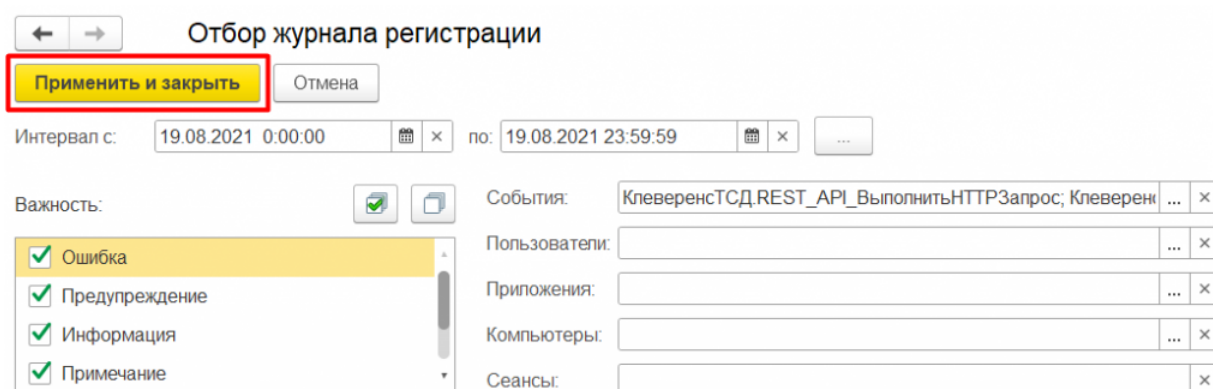 Отбор журнала регистрации
Применить и закрыть Отмена
Интервал с: 19.08.2021 0:00:00 по: 19.08.2021 23:59:59 ...
Важность: События: КлеверенсТСД.REST_API_ВыполнитьHTTPЗапрос; Клеверен ...
Ошибка Пользователи: ...
Предупреждение Приложения: ...
Информация Компьютеры: ...
Примечание Сеансы: